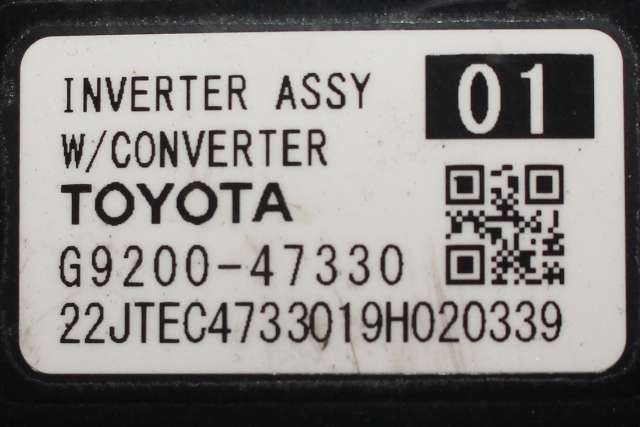 INVERTER ASSY
01
W/CONVERTER
TOYOTA
G9200-47330
22JTEC4733019H020339